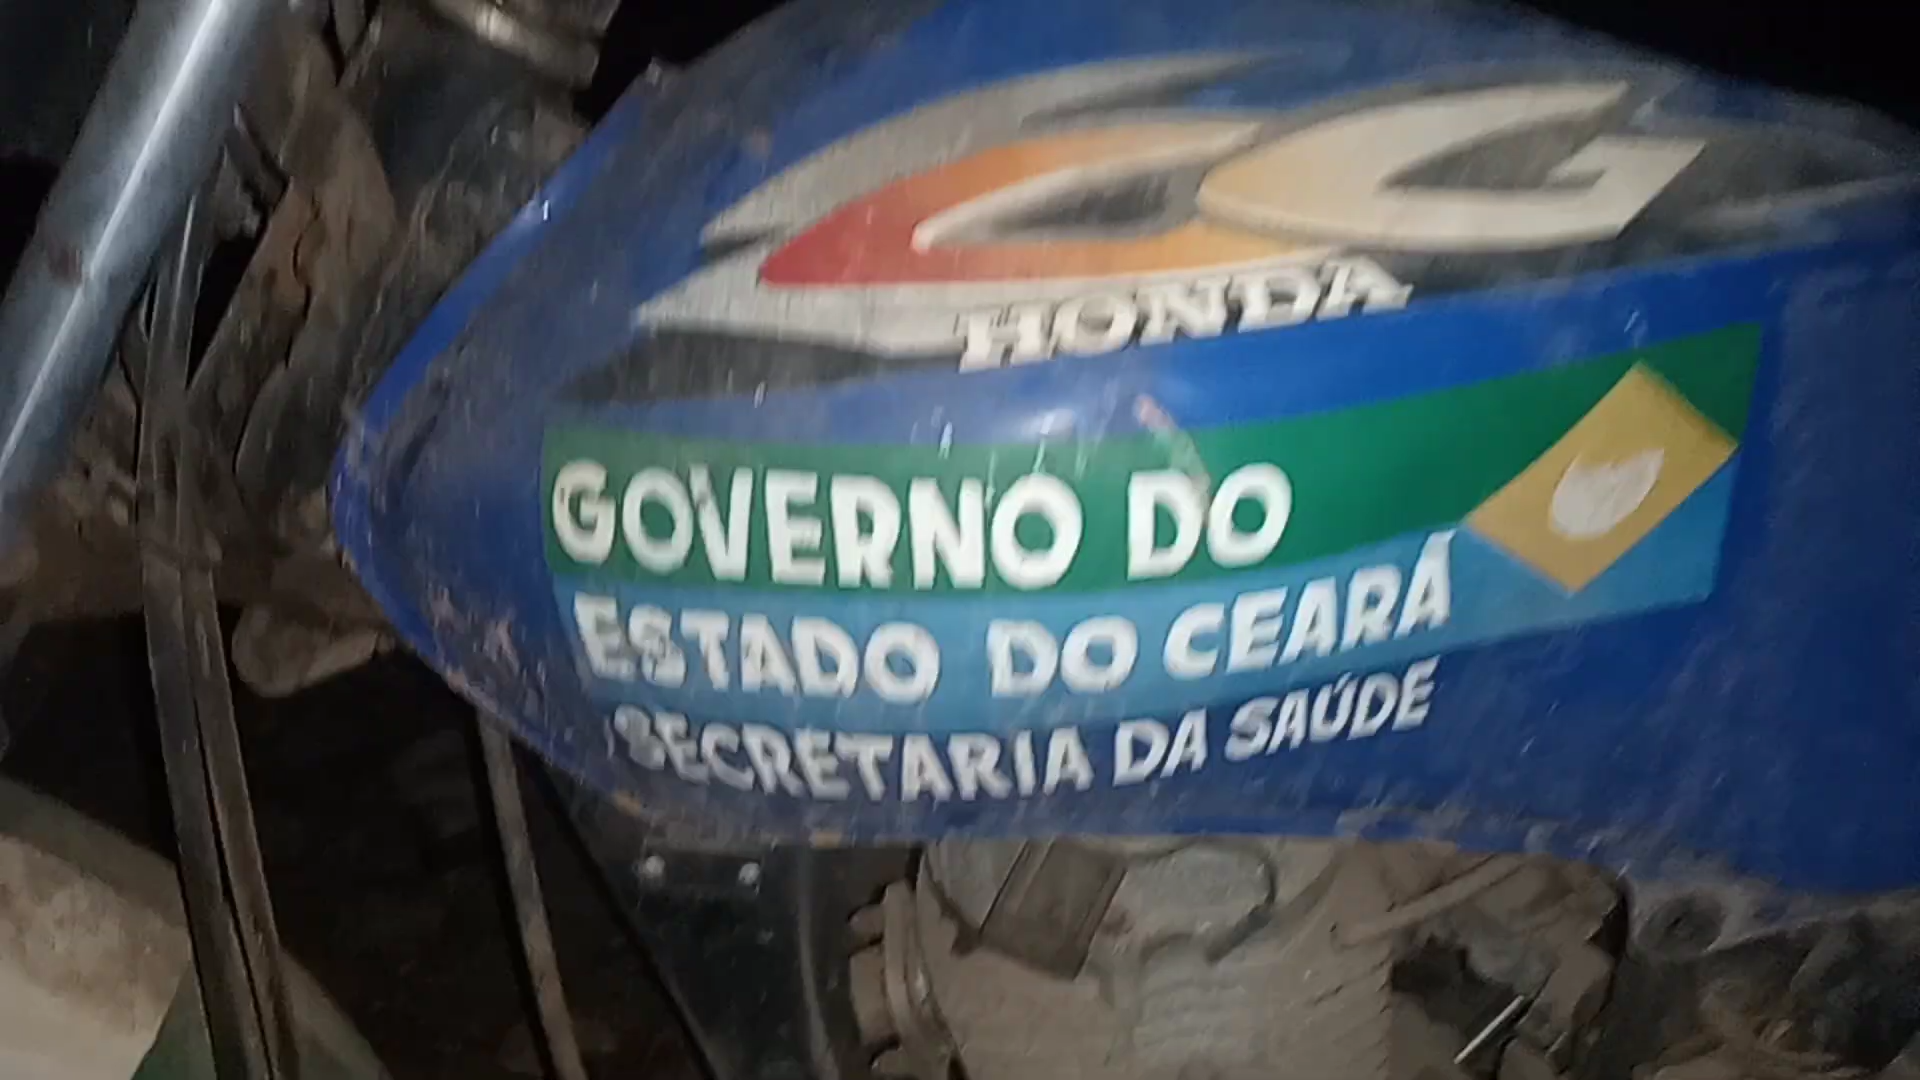 CG
HONDA
GOVERNO DO
ESTADO DO CEARÁ
SECRETARIA DA SAÚDE